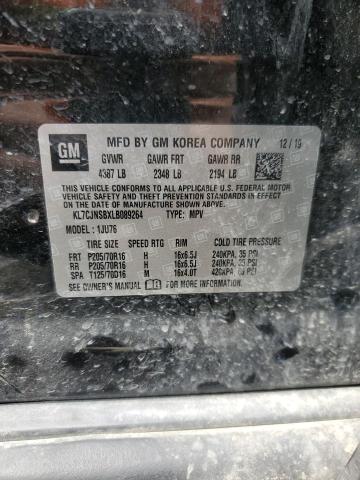 GM MFD BY GM KOREA COMPANY 12/19
GVWR GAWR FRT GAWR RR
4387 LB 2348 LB 2194 LB
THIS VEHICLE CONFORMS TO ALL APPLICABLE U.S. FEDERAL MOTOR
VEHICLE SAFETY STANDARDS IN EFFECT ON THE DATE OF
MANUFACTURE SHOWN ABOVE.
KL7CJNSBXLB089264 TYPE: MPV
MODEL: 1JU76
TIRE SIZE SPEED RTG RIM COLD TIRE PRESSURE
FRT P205/70R16 H 16x6.5J 240KPA, 35 PSI
RR P205/70R16 H 16x6.5J 240KPA, 35 PSI
SPA T125/70D16 M 16x4.0T 420KPA, PSI
SEE OWNER'S MANUAL FOR MORE INFORMATION.